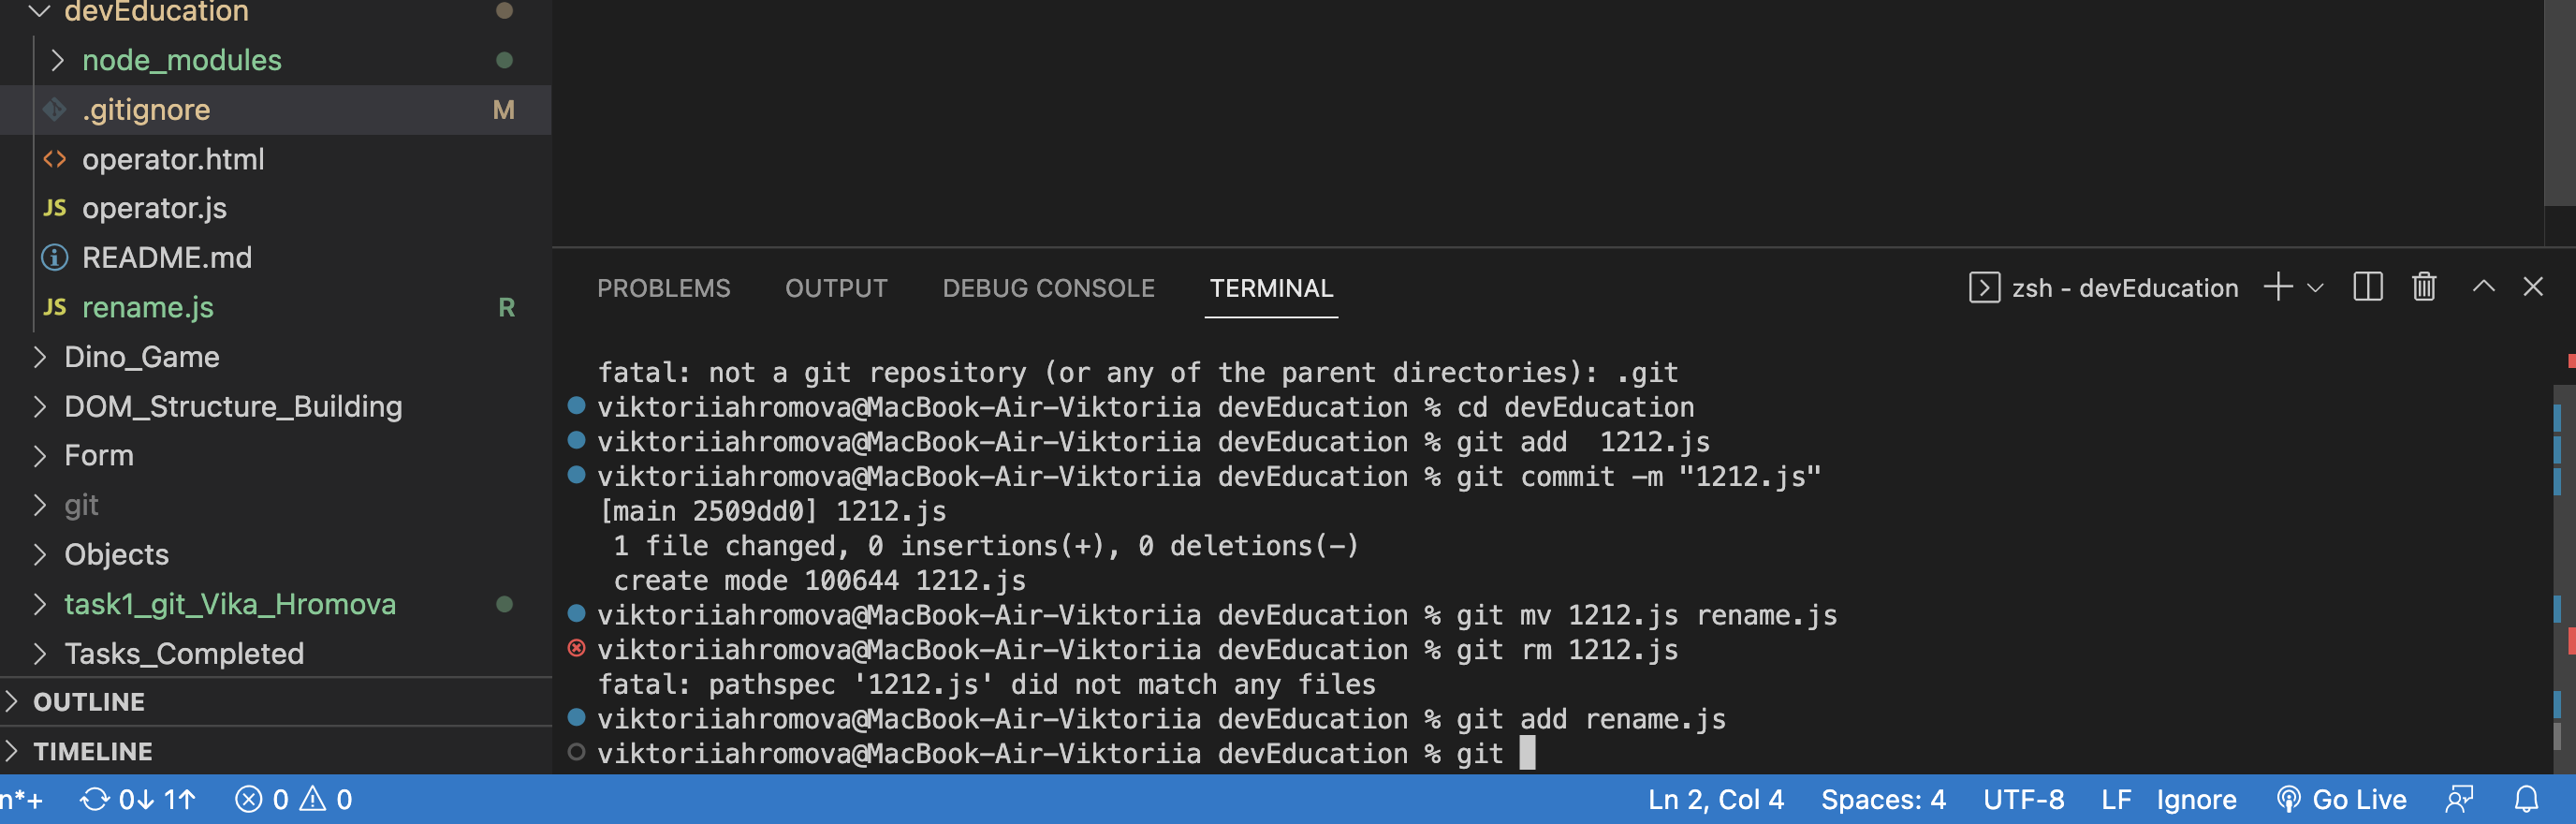 devEducation
node_modules
.gitignore M
operator.html
JS operator.js
README.md
JS rename.js R
Dino_Game
DOM_Structure_Building
Form
git
Objects
task1_git_Vika_Hromova
Tasks_Completed
OUTLINE
TIMELINE
PROBLEMS OUTPUT DEBUG CONSOLE TERMINAL zsh - devEducation
fatal: not a git repository (or any of the parent directories): .git
viktoriiahromova@MacBook-Air-Viktoriia devEducation % cd devEducation
viktoriiahromova@MacBook-Air-Viktoriia devEducation % git add  1212.js
viktoriiahromova@MacBook-Air-Viktoriia devEducation % git commit -m "1212.js"
[main 2509dd0] 1212.js
 1 file changed, 0 insertions(+), 0 deletions(-)
 create mode 100644 1212.js
viktoriiahromova@MacBook-Air-Viktoriia devEducation % git mv 1212.js rename.js
viktoriiahromova@MacBook-Air-Viktoriia devEducation % git rm 1212.js
fatal: pathspec '1212.js' did not match any files
viktoriiahromova@MacBook-Air-Viktoriia devEducation % git add rename.js
viktoriiahromova@MacBook-Air-Viktoriia devEducation % git
n*+ 0↓ 1↑ 0 0 Ln 2, Col 4 Spaces: 4 UTF-8 LF Ignore Go Live